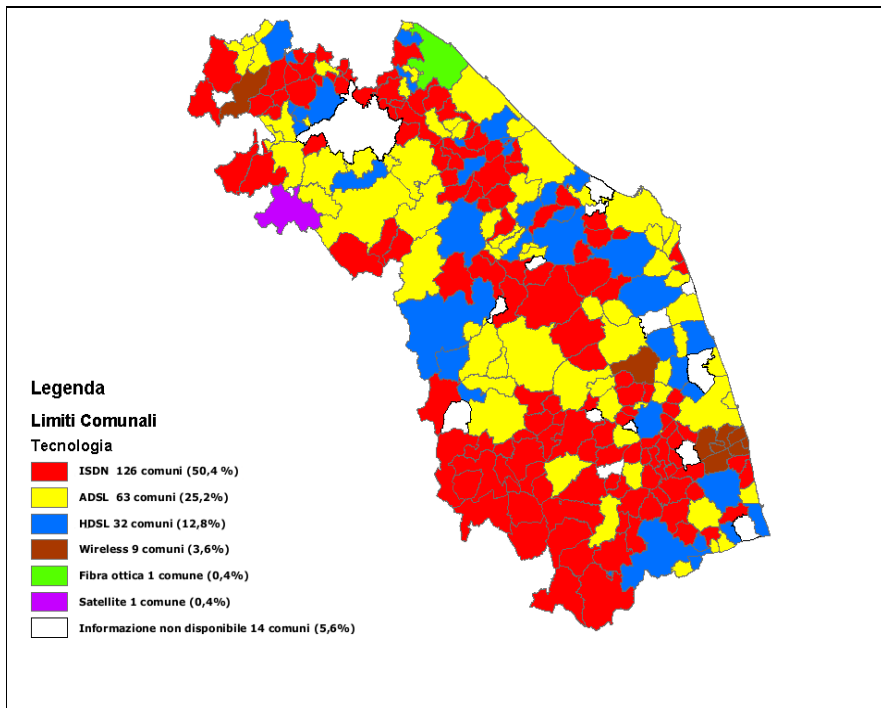 Legenda
Limiti Comunali
Tecnologia
ISDN 126 comuni (50,4 %)
ADSL 63 comuni (25,2%)
HDSL 32 comuni (12,8%)
Wireless 9 comuni (3,6%)
Fibra ottica 1 comune (0,4%)
Satellite 1 comune (0,4%)
Informazione non disponibile 14 comuni (5,6%)